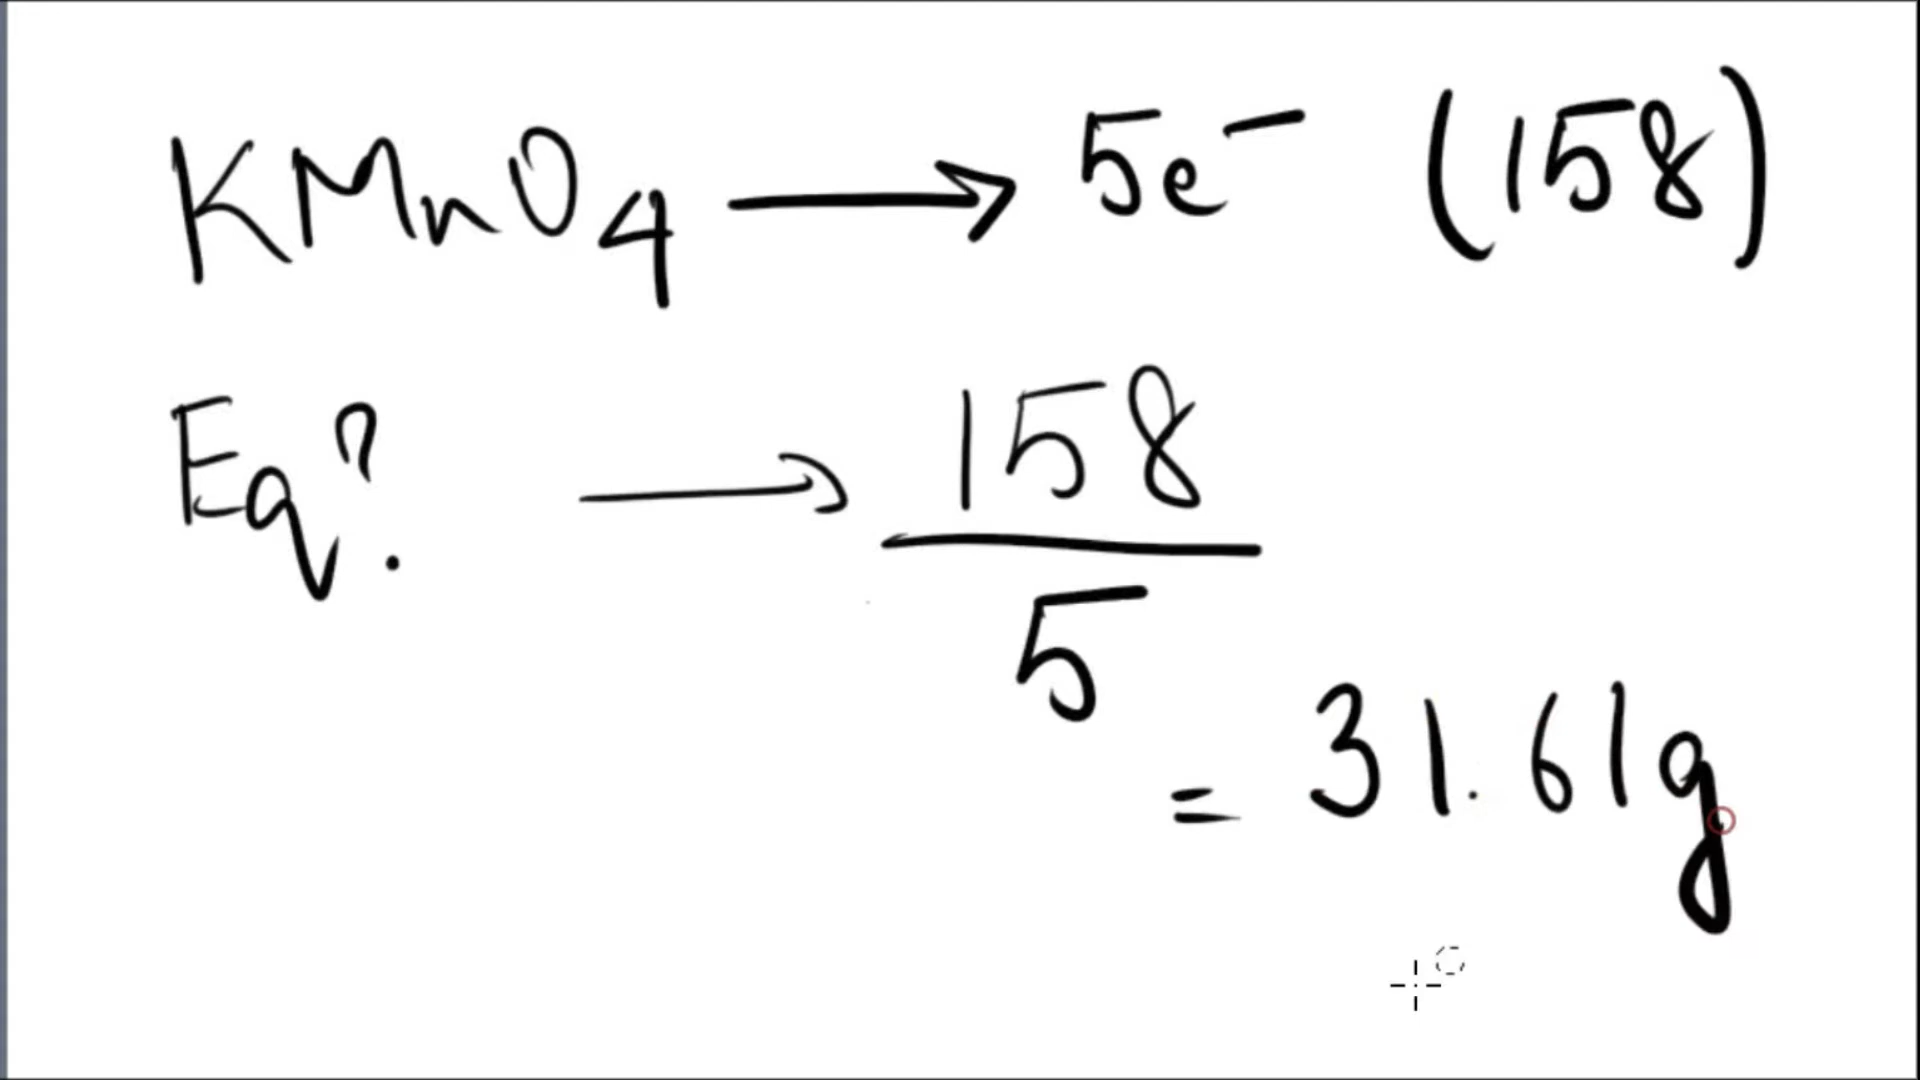 KMnO4 → 5e⁻ (158)
Eq? → 158
5
= 31.61g